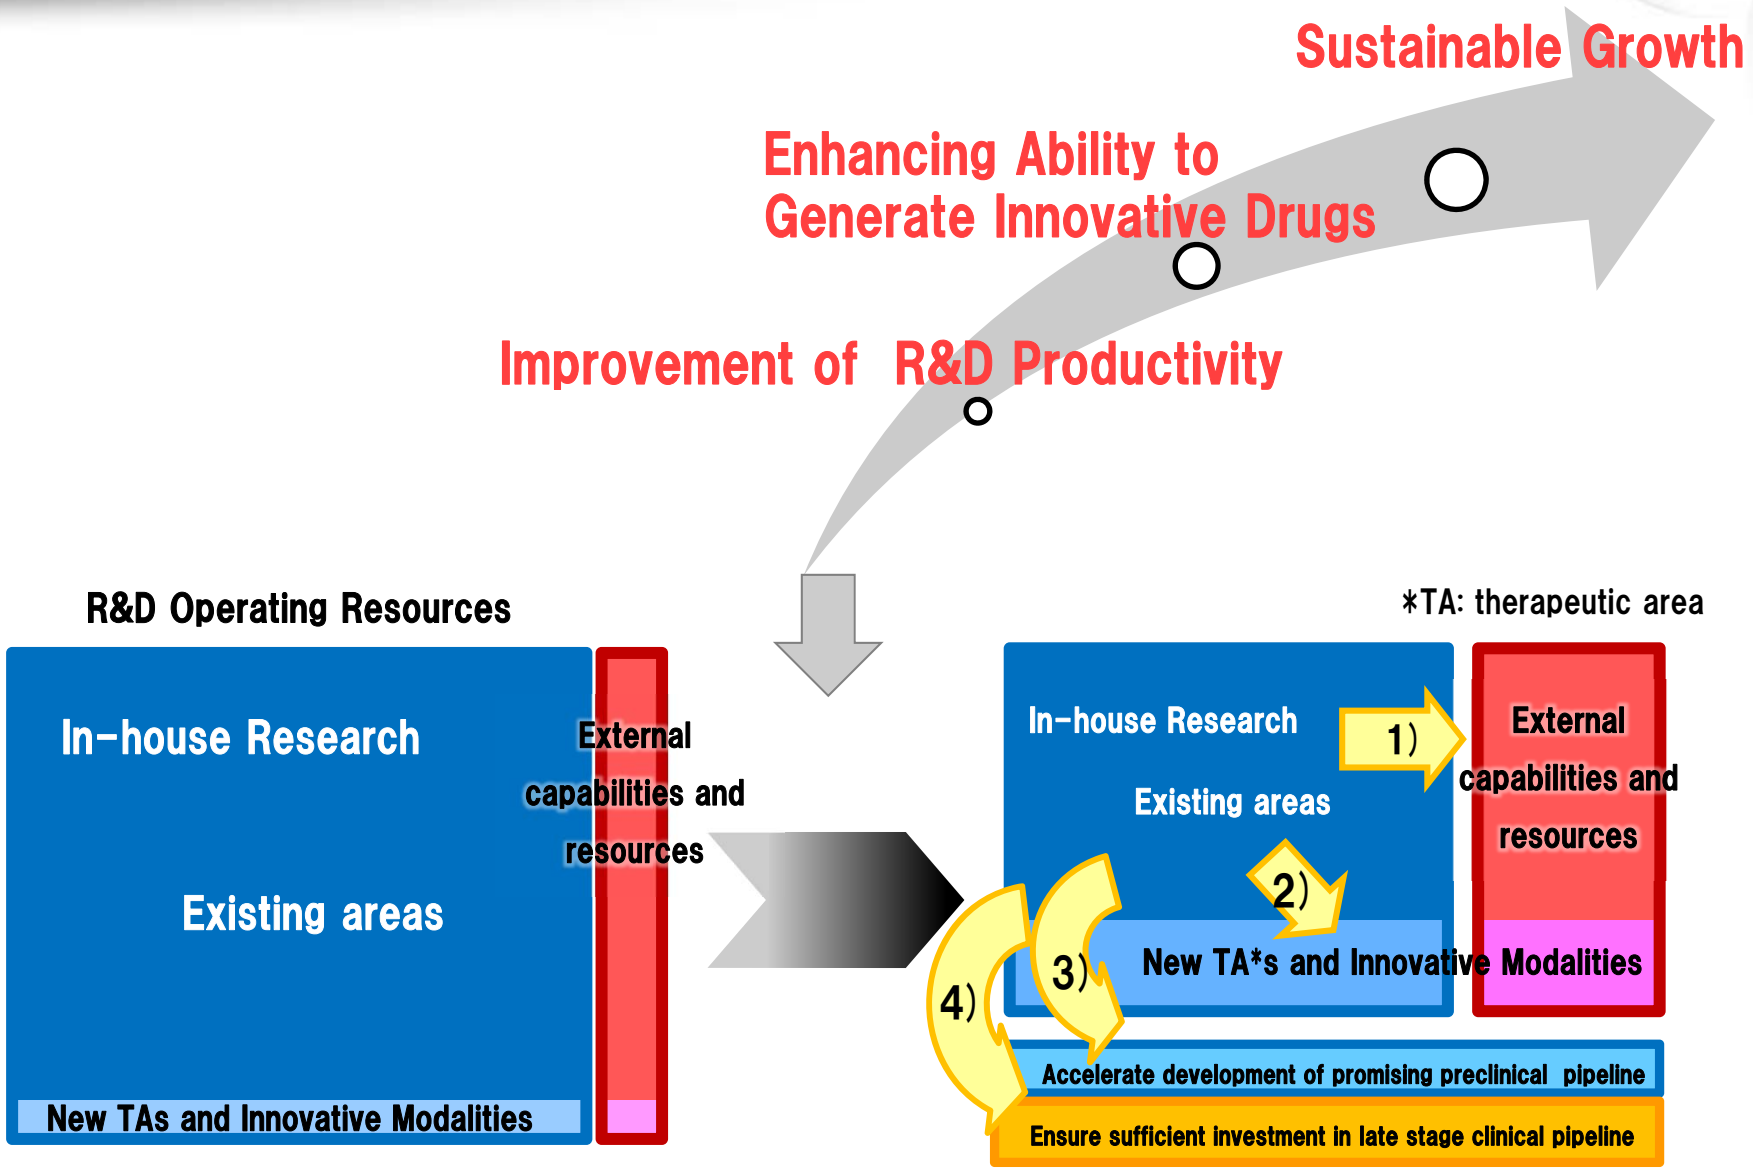 Sustainable Growth
Enhancing Ability to
Generate Innovative Drugs
Improvement of R&D Productivity
R&D Operating Resources
In-house Research
Existing areas
New TAs and Innovative Modalities
External
capabilities and
resources
*TA: therapeutic area
In-house Research
1)
Existing areas
2)
External
capabilities and
resources
New TA*s and Innovative Modalities
3)
4)
Accelerate development of promising preclinical pipeline
Ensure sufficient investment in late stage clinical pipeline